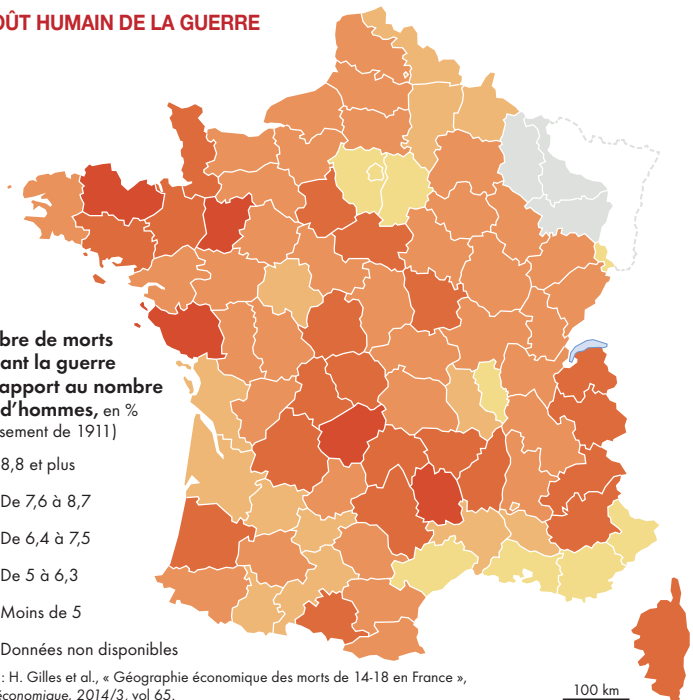 OÛT HUMAIN DE LA GUERRE
bre de morts
ant la guerre
apport au nombre
d'hommes, en %
sement de 1911)
8,8 et plus
De 7,6 à 8,7
De 6,4 à 7,5
De 5 à 6,3
Moins de 5
Données non disponibles
: H. Gilles et al., « Géographie économique des morts de 14-18 en France »,
économique, 2014/3, vol 65.
100 km